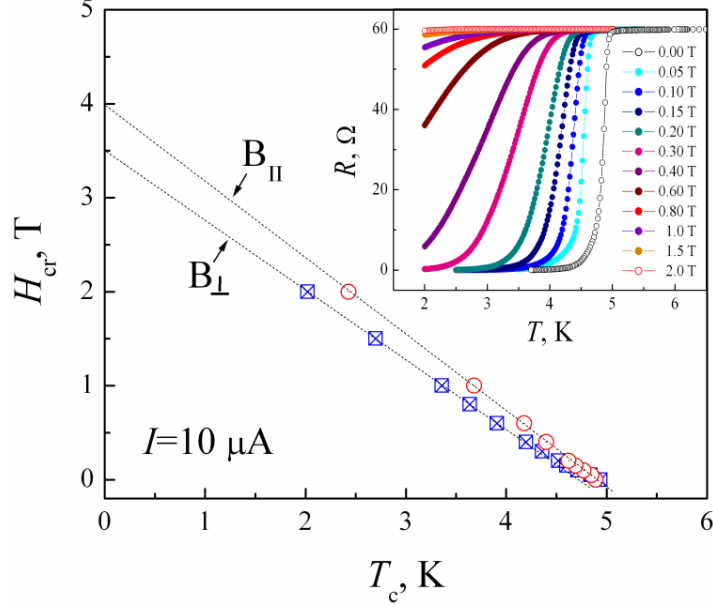 5
4
3
2
1
0
H_cr, T
0 1 2 3 4 5 6
T_c, K
B_II
B_⊥
I=10 μA
60
40
20
0
R, Ω
2 3 4 5 6
T, K
0.00 T
0.05 T
0.10 T
0.15 T
0.20 T
0.30 T
0.40 T
0.60 T
0.80 T
1.0 T
1.5 T
2.0 T